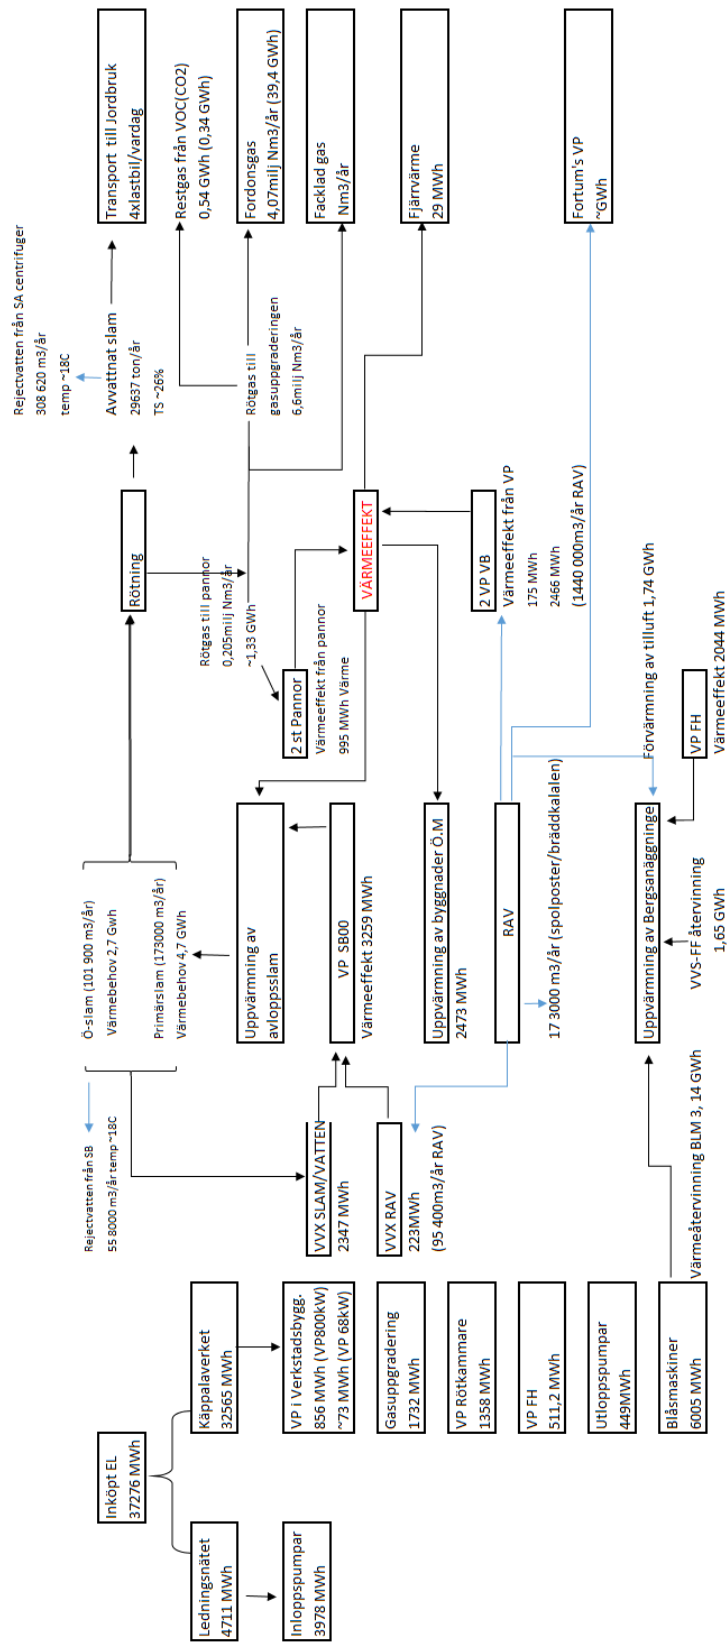 Inköpt EL
37276 MWh
Ledningsnätet
4711 MWh
Inloppspumpar
3978 MWh
Käppalaverket
32565 MWh
VP i Verkstadsbygg.
856 MWh (VP800kW)
~73 MWh (VP 68kW)
Gasuppgradering
1732 MWh
VP Rötkammare
1358 MWh
VP FH
511,2 MWh
Utloppspumpar
449MWh
Blåsmaskiner
6005 MWh
Värmeåtervinning BLM 3, 14 GWh
Rejectvatten från SB
55 8000 m3/år temp ~18C
Ö-slam (101 900 m3/år)
Värmebehov 2,7 Gwh
Primärslam (173000 m3/år)
Värmebehov 4,7 GWh
VVX SLAM/VATTEN
2347 MWh
VVX RAV
223MWh
(95 400m3/år RAV)
Uppvärmning av
avloppsslam
VP SB00
Värmeeffekt 3259 MWh
Uppvärmning av byggnader Ö.M
2473 MWh
RAV
17 3000 m3/år (spolposter/bräddkalalen)
Uppvärmning av Bergsanäggninge
VVS-FF återvinning
1,65 GWh
VP FH
Värmeeffekt 2044 MWh
Förvärmning av tilluft 1,74 GWh
Rötning
Rötgas till pannor
0,205milj Nm3/år
~1,33 GWh
2 st Pannor
Värmeeffekt från pannor
995 MWh Värme
VÄRMEEFFEKT
2 VP VB
Värmeeffekt från VP
175 MWh
2466 MWh
(1440 000m3/år RAV)
Rejectvatten från SA centrifuger
308 620 m3/år
temp ~18C
Avvattnat slam
29637 ton/år
TS ~26%
Rötgas till
gasuppgraderingen
6,6milj Nm3/år
Transport till Jordbruk
4xlastbil/vardag
Restgas från VOC(CO2)
0,54 GWh (0,34 GWh)
Fordonsgas
4,07milj Nm3/år (39,4 GWh)
Facklad gas
Nm3/år
Fjärrvärme
29 MWh
Fortum's VP
~GWh